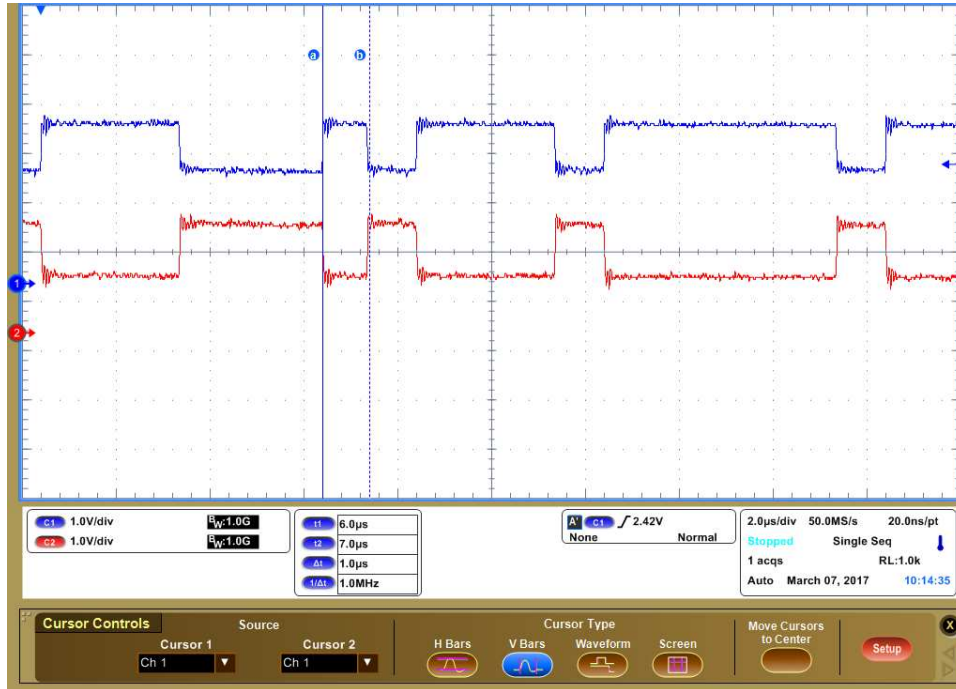 a b
1
2
C1 1.0V/div BW:1.0G
C2 1.0V/div BW:1.0G
t1 6.0µs
t2 7.0µs
Δt 1.0µs
1/Δt 1.0MHz
A' C1 2.42V
None Normal
2.0µs/div 50.0MS/s 20.0ns/pt
Stopped Single Seq
1 acqs RL:1.0k
Auto March 07, 2017 10:14:35
Cursor Controls Source Cursor Type Move Cursors to Center X
Cursor 1 Cursor 2 H Bars V Bars Waveform Screen Setup
Ch 1 Ch 1